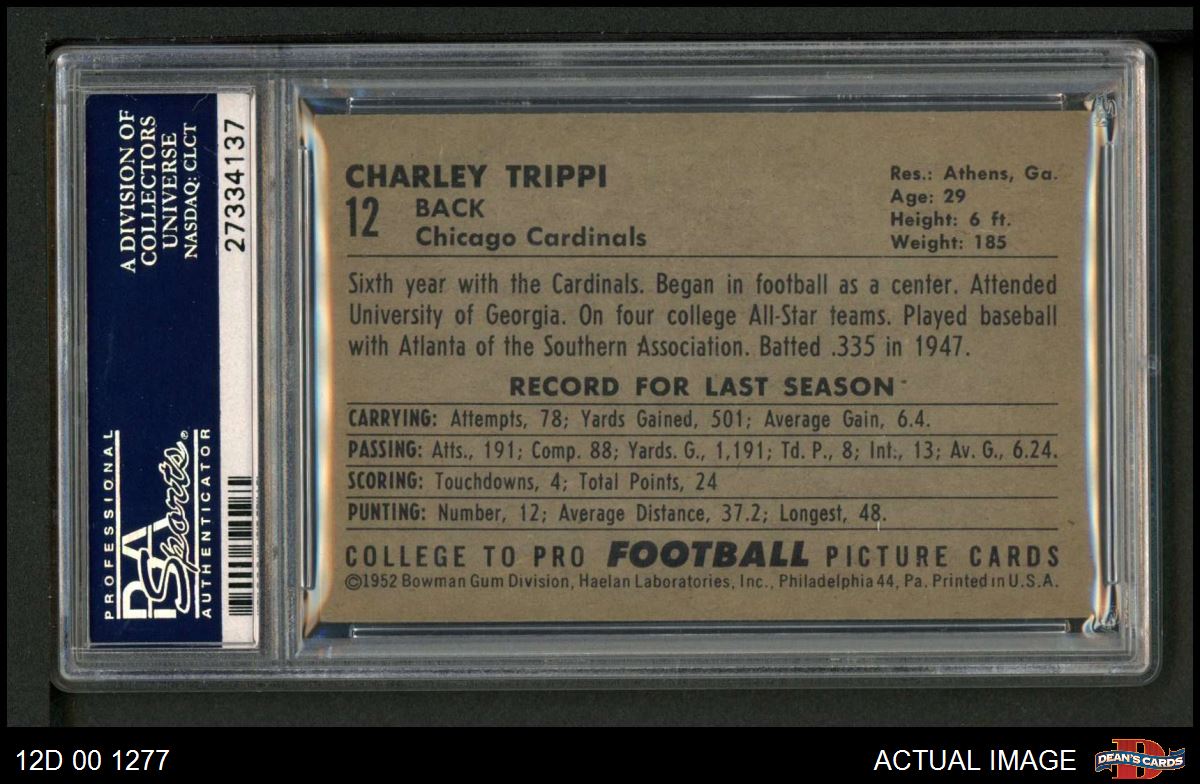 A DIVISION OF
COLLECTORS
UNIVERSE
NASDAQ: CLCT
27334137
PROFESSIONAL
PSA
Sports®
AUTHENTICATOR
CHARLEY TRIPPI
12 BACK
Chicago Cardinals
Res.: Athens, Ga.
Age: 29
Height: 6 ft.
Weight: 185
Sixth year with the Cardinals. Began in football as a center. Attended
University of Georgia. On four college All-Star teams. Played baseball
with Atlanta of the Southern Association. Batted .335 in 1947.
RECORD FOR LAST SEASON
CARRYING: Attempts, 78; Yards Gained, 501; Average Gain, 6.4.
PASSING: Atts., 191; Comp. 88; Yards. G., 1,191; Td. P., 8; Int., 13; Av. G., 6.24.
SCORING: Touchdowns, 4; Total Points, 24
PUNTING: Number, 12; Average Distance, 37.2; Longest, 48.
COLLEGE TO PRO FOOTBALL PICTURE CARDS
©1952 Bowman Gum Division, Haelan Laboratories, Inc., Philadelphia 44, Pa. Printed in U.S.A.
12D 00 1277
ACTUAL IMAGE
D
DEAN'S CARDS